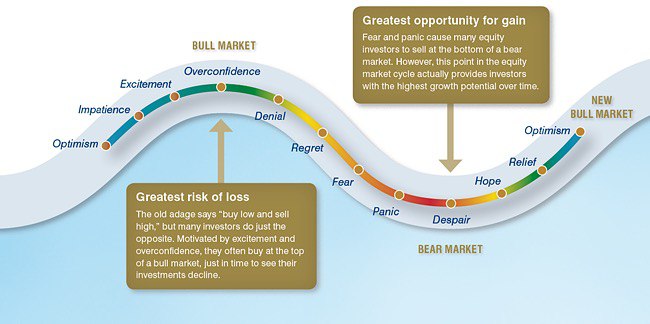 BULL MARKET
Overconfidence
Excitement
Impatience
Optimism
Denial
Regret
Fear
Panic
Despair
Hope
Relief
Optimism
NEW
BULL MARKET
BEAR MARKET
Greatest opportunity for gain
Fear and panic cause many equity
investors to sell at the bottom of a bear
market. However, this point in the equity
market cycle actually provides investors
with the highest growth potential over time.
Greatest risk of loss
The old adage says “buy low and sell
high,” but many investors do just the
opposite. Motivated by excitement and
overconfidence, they often buy at the top
of a bull market, just in time to see their
investments decline.